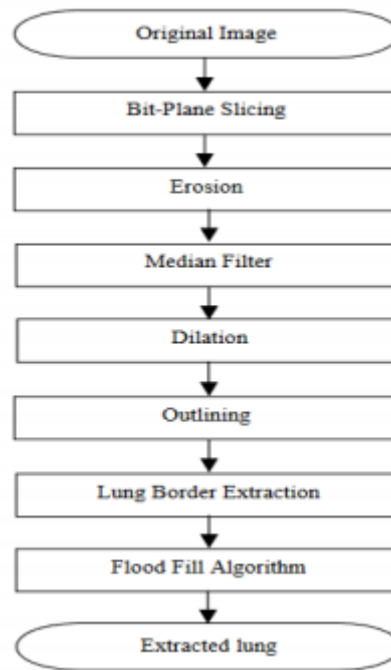 Original Image
Bit-Plane Slicing
Erosion
Median Filter
Dilation
Outlining
Lung Border Extraction
Flood Fill Algorithm
Extracted lung